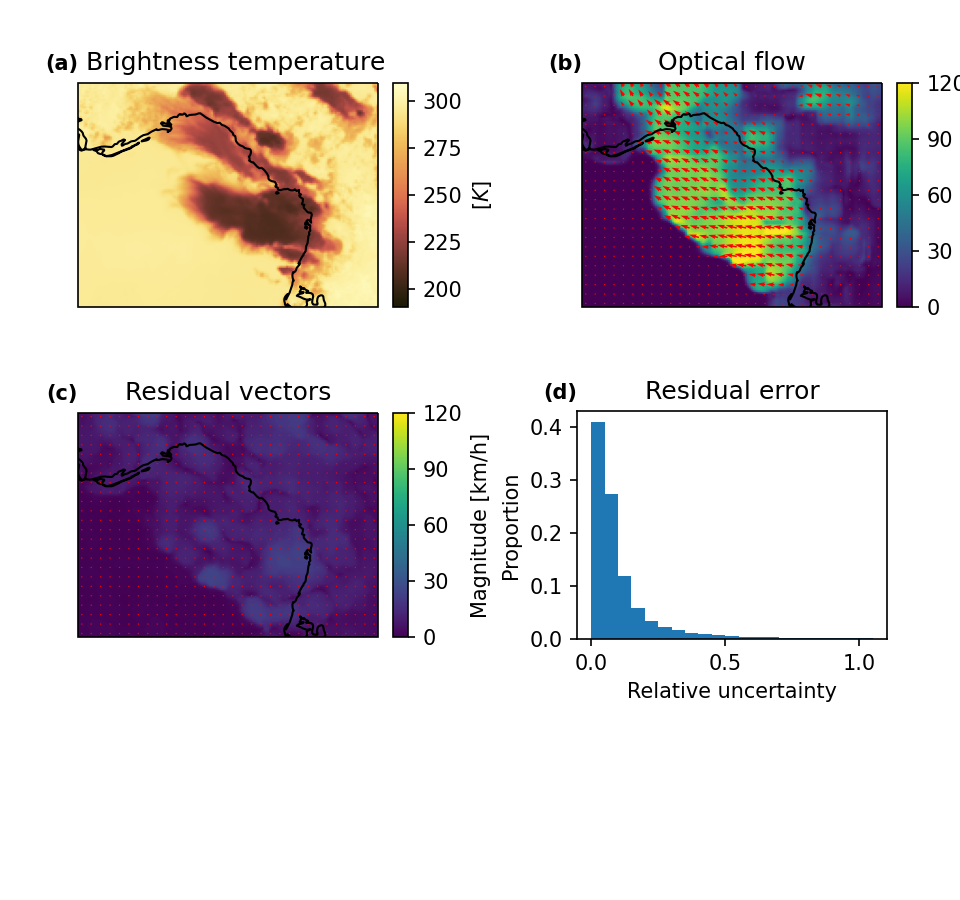 (a) Brightness temperature
300
275
250
225
200
[K]
(b) Optical flow
120
90
60
30
0
(c) Residual vectors
120
90
60
30
0
Magnitude [km/h]
(d) Residual error
0.4
0.3
0.2
0.1
0.0
Proportion
0.0 0.5 1.0
Relative uncertainty